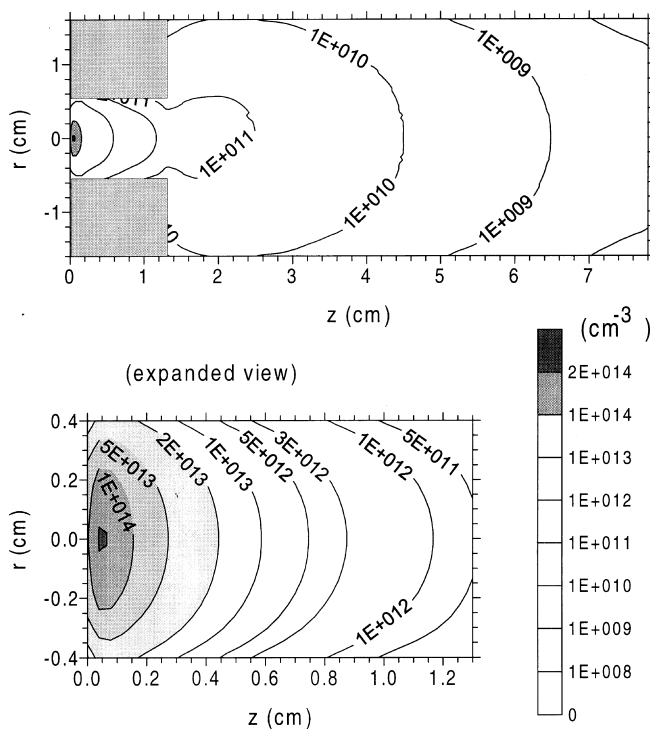 1E+010
1E+009
1
r (cm)
0
1E+011
-1
1E+010
1E+009
0 1 2 3 4 5 6 7
z (cm)
(cm-3)
(expanded view)
2E+014
1E+014
1E+013
1E+012
1E+011
1E+010
1E+009
1E+008
0
0.4
5E+013
2E+013
1E+013
5E+012
3E+012
1E+012
5E+011
0.2
1E+014
r (cm)
0.0
-0.2
1E+012
-0.4
0.0 0.2 0.4 0.6 0.8 1.0 1.2
z (cm)